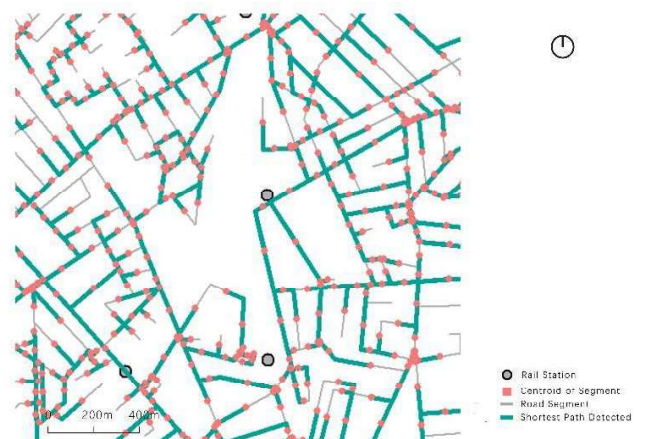 Rail Station
Centroid of Segment
Road Segment
Shortest Path Detected
0 200m 400m